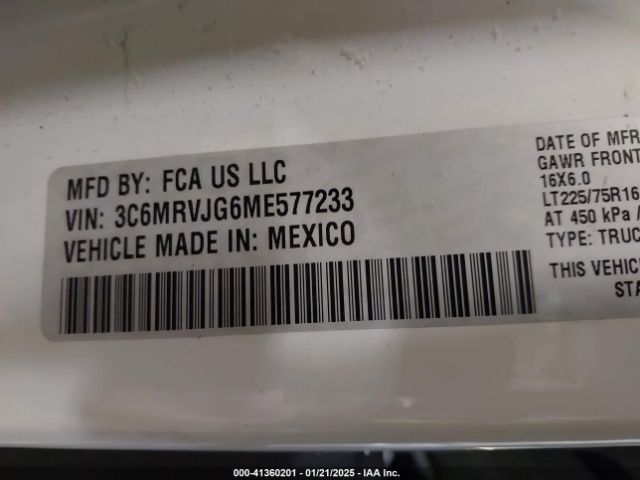 MFD BY: FCA US LLC
VIN: 3C6MRVJG6ME577233
VEHICLE MADE IN: MEXICO
DATE OF MFR
GAWR FRONT
16X6.0
LT225/75R16
AT 450 kPa /
TYPE: TRUC
THIS VEHIC
STA
000-41360201 - 01/21/2025 - IAA Inc.